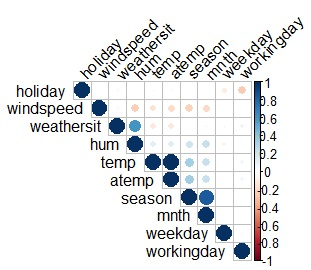 holiday
windspeed
weathersit
hum
temp
atemp
season
mnth
weekday
workingday
holiday
windspeed
weathersit
hum
temp
atemp
season
mnth
weekday
workingday
1
0.8
0.6
0.4
0.2
0
-0.2
-0.4
-0.6
-0.8
-1